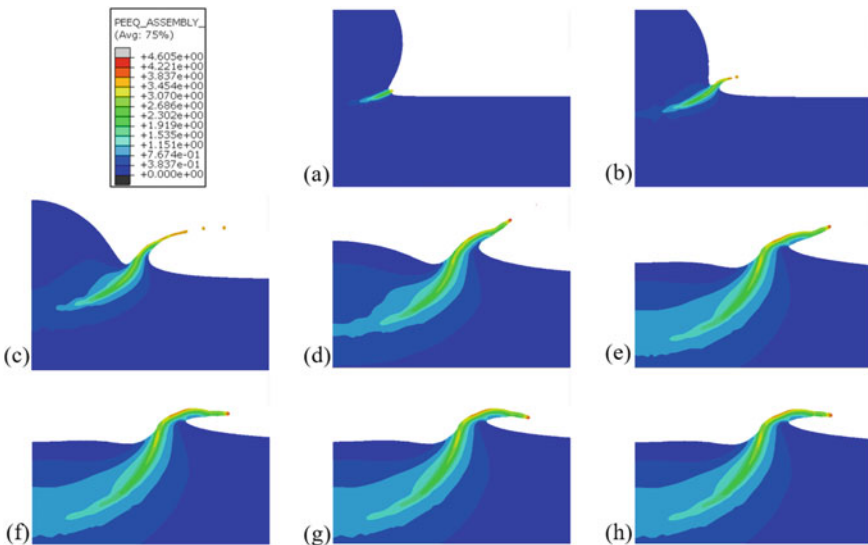 PEEQ_ASSEMBLY_
(Avg: 75%)
+4.605e+00
+4.221e+00
+3.837e+00
+3.454e+00
+3.070e+00
+2.686e+00
+2.302e+00
+1.919e+00
+1.535e+00
+1.151e+00
+7.674e-01
+3.837e-01
+0.000e+00
(a)
(b)
(c)
(d)
(e)
(f)
(g)
(h)